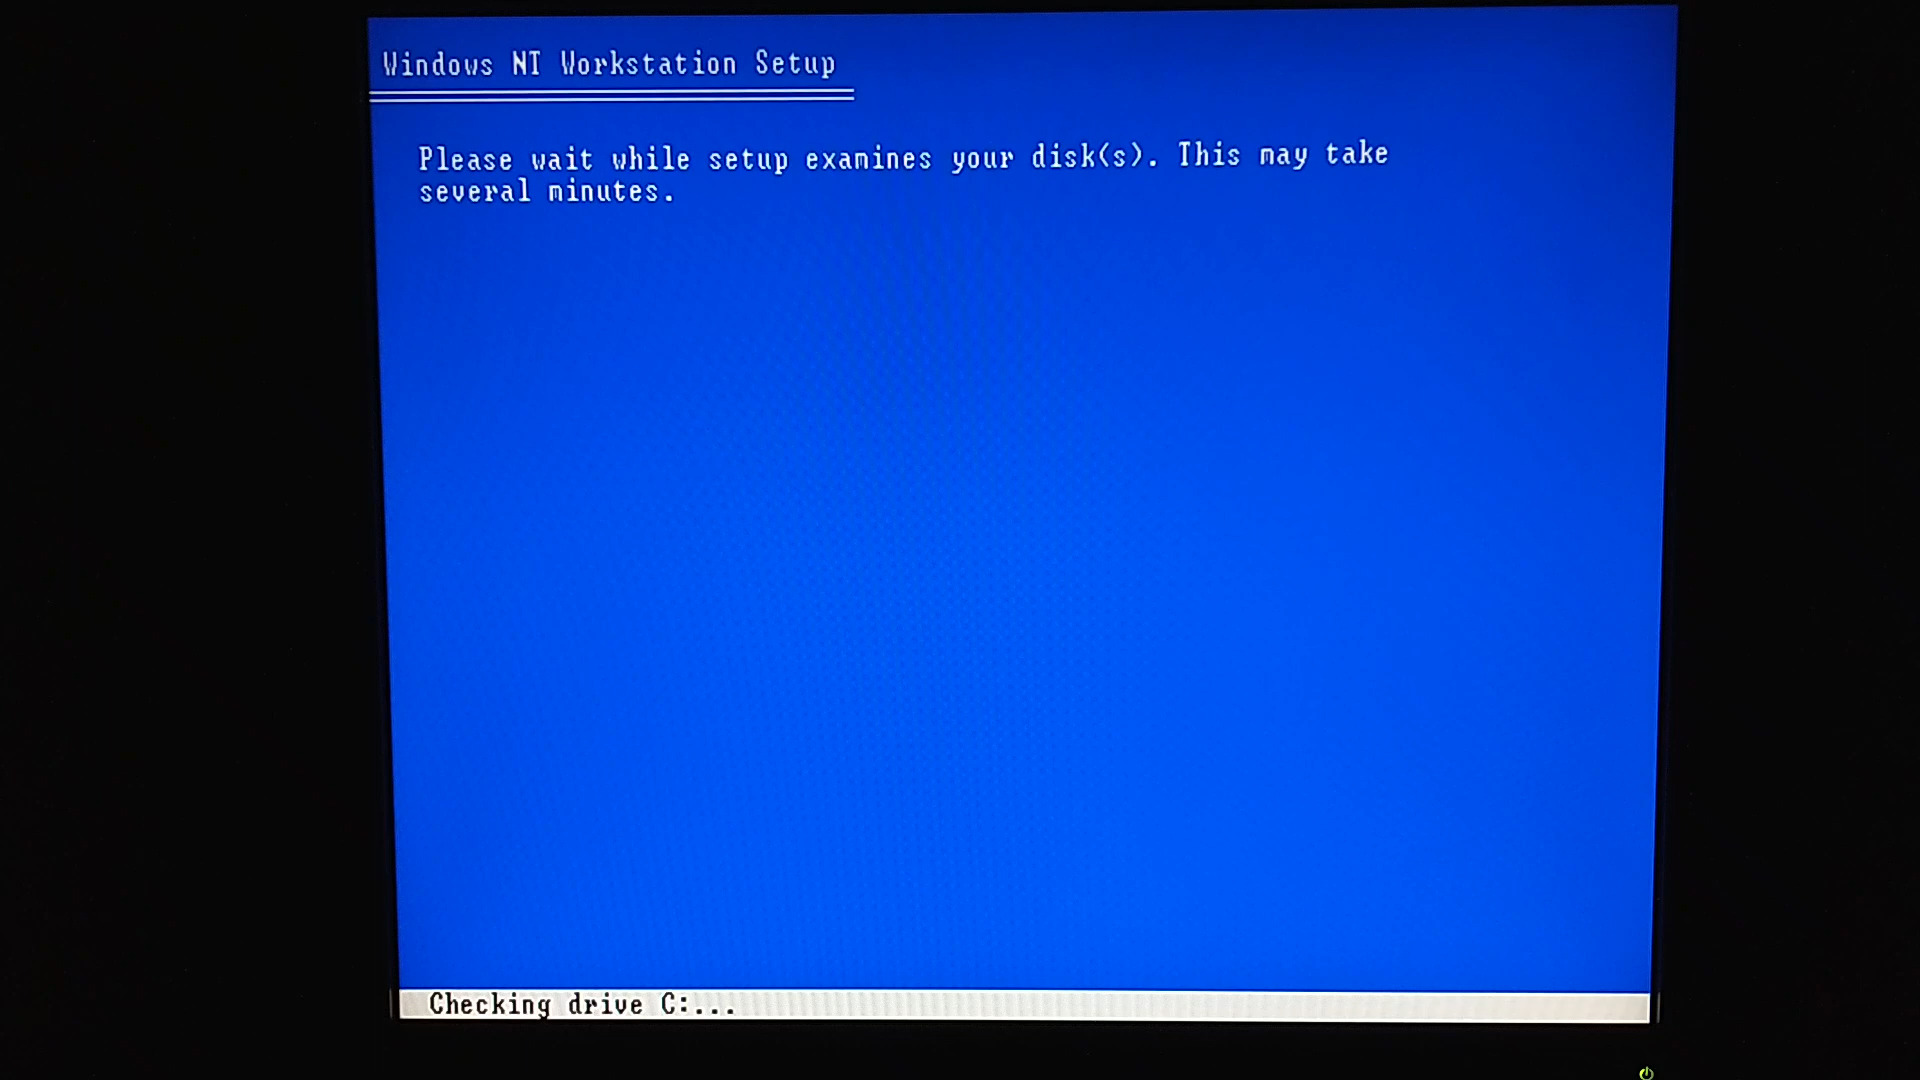 Windows NT Workstation Setup
Please wait while setup examines your disk(s). This may take
several minutes.
Checking drive C:...